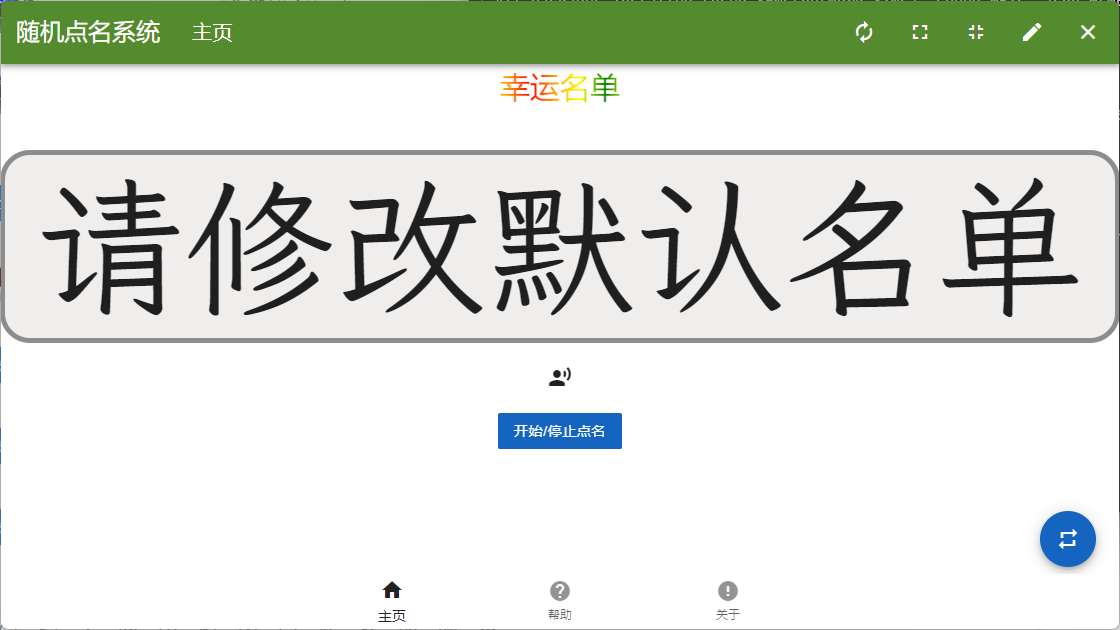 随机点名系统 主页
幸运名单
请修改默认名单
开始/停止点名
主页 帮助 关于